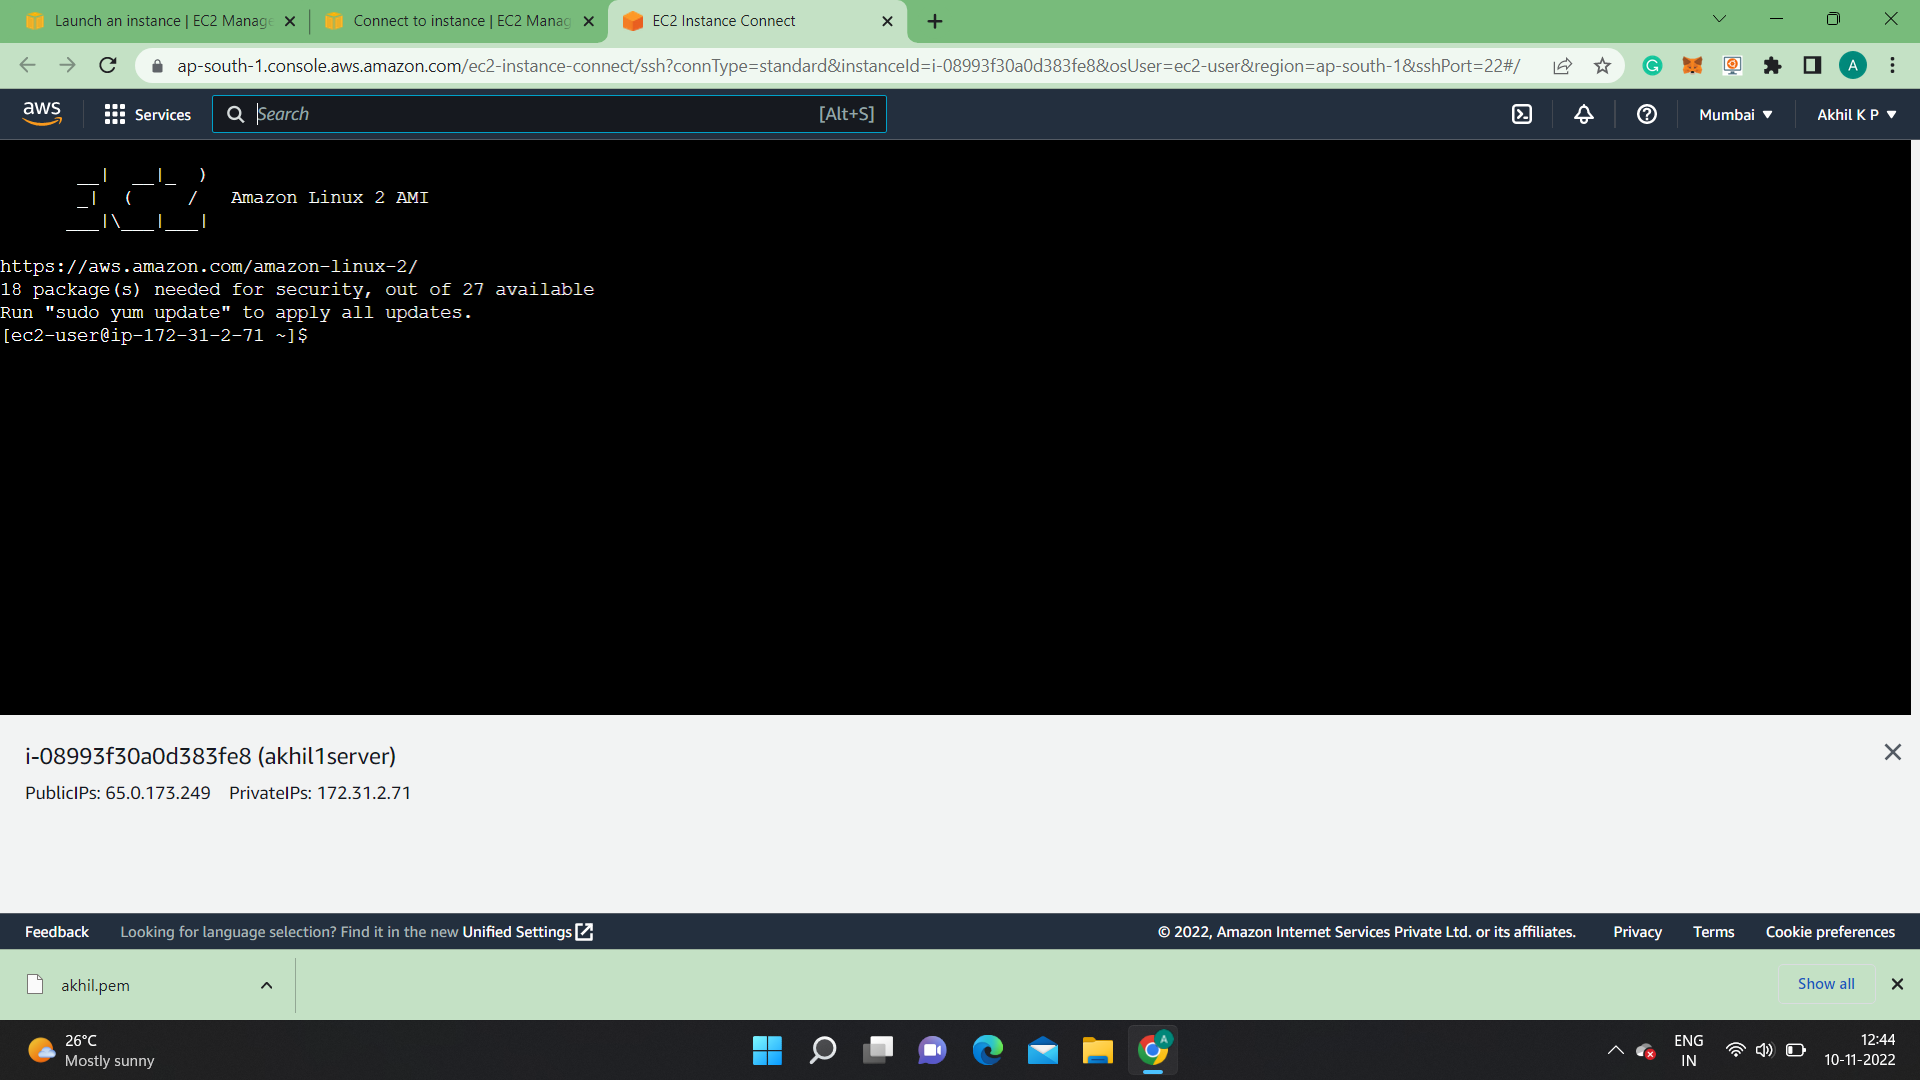 Launch an instance | EC2 Manage
Connect to instance | EC2 Manag
EC2 Instance Connect
ap-south-1.console.aws.amazon.com/ec2-instance-connect/ssh?connType=standard&instanceId=i-08993f30a0d383fe8&osUser=ec2-user&region=ap-south-1&sshPort=22#/
A
aws
Services
Search
[Alt+S]
Mumbai ▼
Akhil K P ▼
       __|  __|_  )
       _|  (     /   Amazon Linux 2 AMI
      ___|\___|___|
https://aws.amazon.com/amazon-linux-2/
18 package(s) needed for security, out of 27 available
Run "sudo yum update" to apply all updates.
[ec2-user@ip-172-31-2-71 ~]$
i-08993f30a0d383fe8 (akhil1server)
PublicIPs: 65.0.173.249 PrivateIPs: 172.31.2.71
Feedback
Looking for language selection? Find it in the new Unified Settings
© 2022, Amazon Internet Services Private Ltd. or its affiliates.
Privacy
Terms
Cookie preferences
akhil.pem
Show all
26°C
Mostly sunny
A
ENG
IN
12:44
10-11-2022